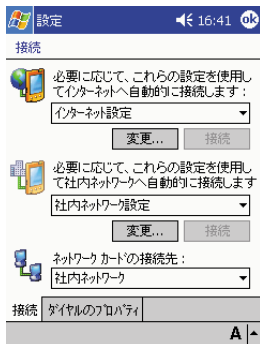 設定 16:41 ok
接続
必要に応じて、これらの設定を使用し
てインターネットへ自動的に接続します：
インターネット設定
変更... 接続
必要に応じて、これらの設定を使用し
て社内ネットワークへ自動的に接続します
社内ネットワーク設定
変更... 接続
ネットワーク カードの接続先：
社内ネットワーク
接続 ダイヤルのプロパティ
A